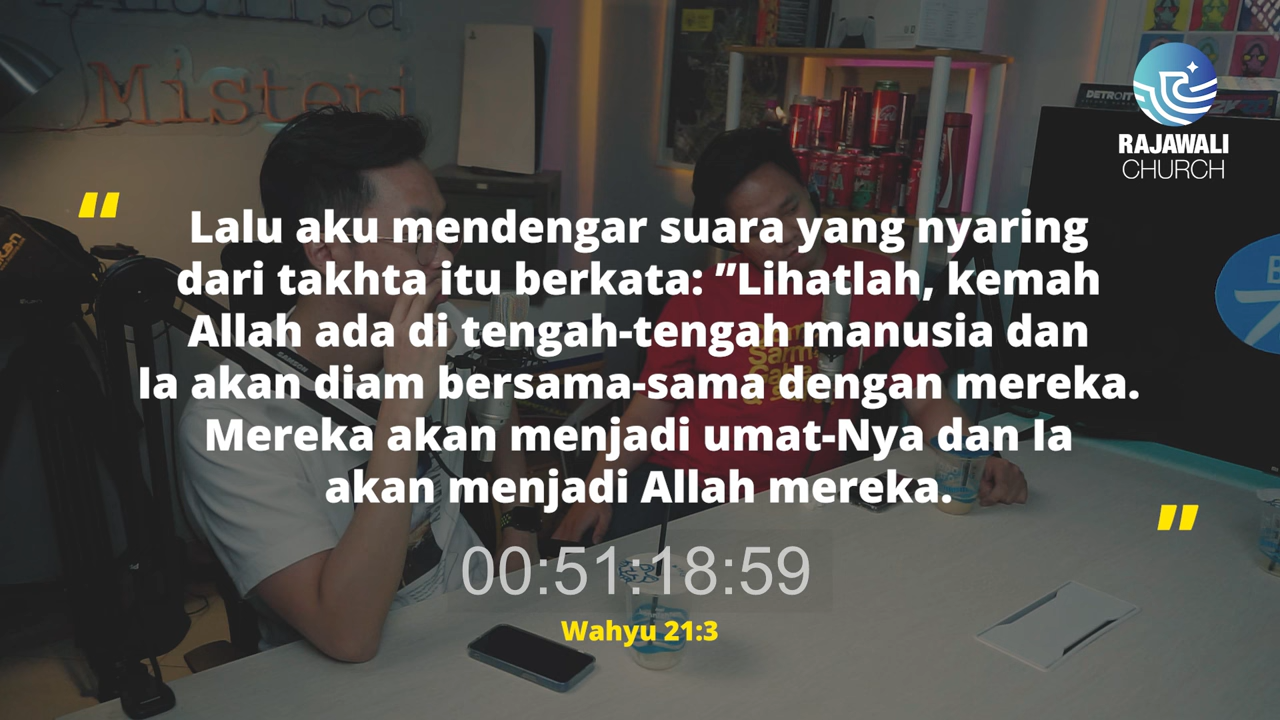 Misteri
DETROIT
RAJAWALI
CHURCH
“
Lalu aku mendengar suara yang nyaring
dari takhta itu berkata: ”Lihatlah, kemah
Allah ada di tengah-tengah manusia dan
Ia akan diam bersama-sama dengan mereka.
Mereka akan menjadi umat-Nya dan Ia
akan menjadi Allah mereka.
”
00:51:18:59
Wahyu 21:3
SAMSON